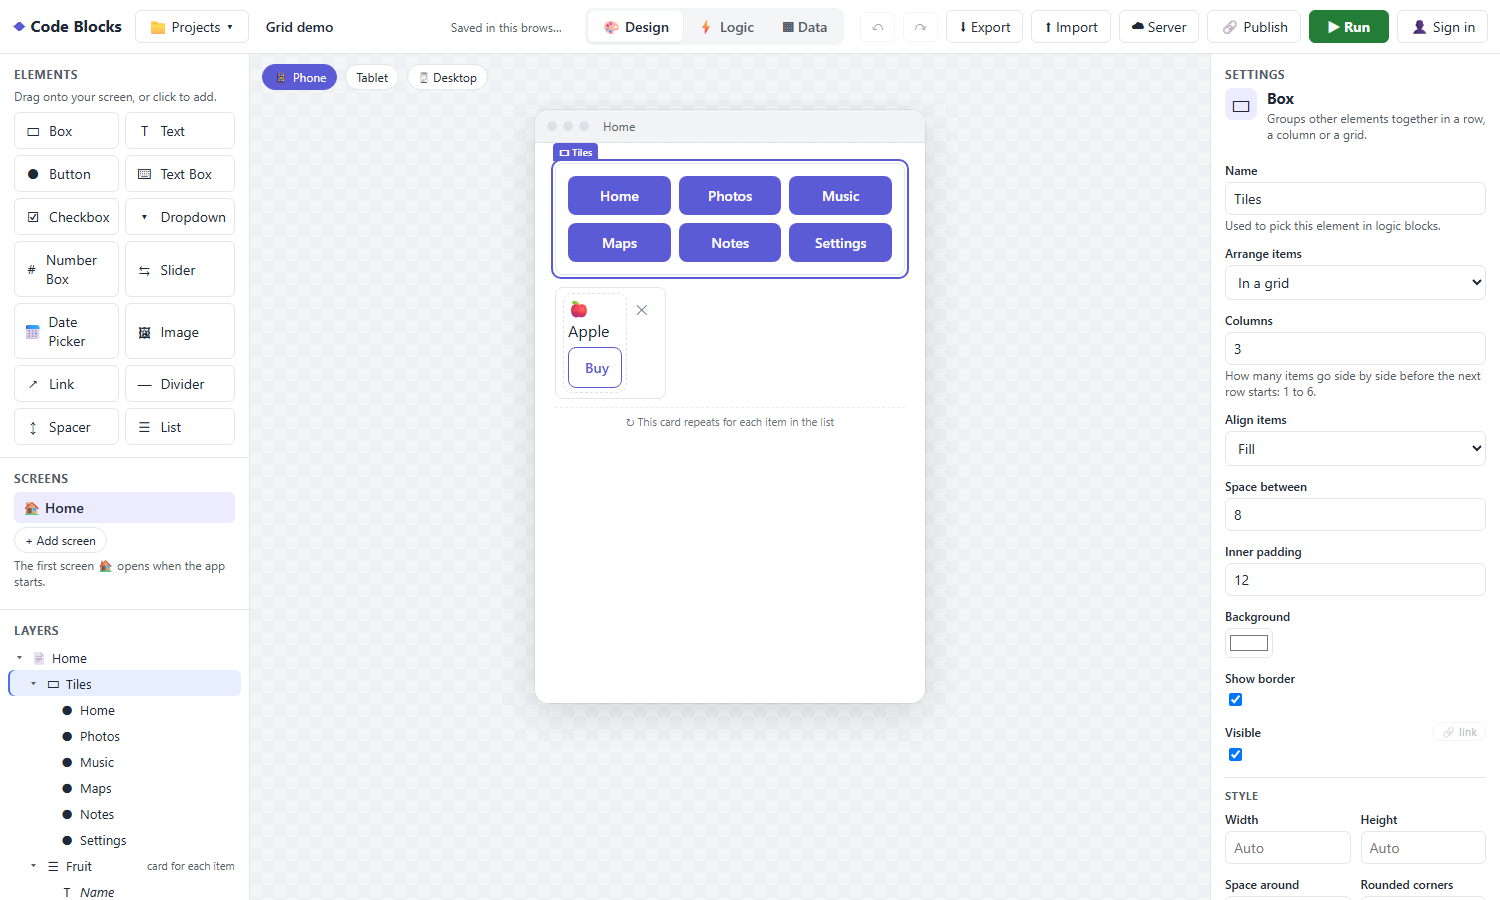 Code Blocks
Projects
Grid demo
Saved in this brows...
Design
Logic
Data
Export
Import
Server
Publish
Run
Sign in
ELEMENTS
Drag onto your screen, or click to add.
Box
Text
Button
Text Box
Checkbox
Dropdown
Number Box
Slider
Date Picker
Image
Link
Divider
Spacer
List
SCREENS
Home
+ Add screen
The first screen 🏠 opens when the app
starts.
LAYERS
Home
Tiles
Home
Photos
Music
Maps
Notes
Settings
Fruit
card for each item
Name
Phone
Tablet
Desktop
Home
Tiles
Home
Photos
Music
Maps
Notes
Settings
Apple
Buy
↻ This card repeats for each item in the list
SETTINGS
Box
Groups other elements together in a row,
a column or a grid.
Name
Tiles
Used to pick this element in logic blocks.
Arrange items
In a grid
Columns
3
How many items go side by side before the next
row starts: 1 to 6.
Align items
Fill
Space between
8
Inner padding
12
Background
Show border
Visible
link
STYLE
Width
Height
Auto
Auto
Space around
Rounded corners